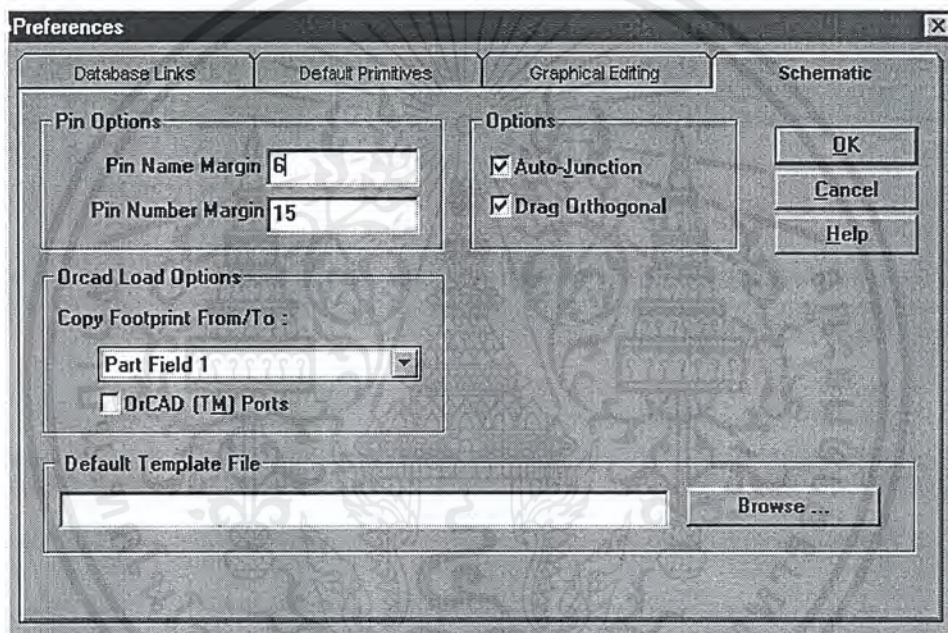 Preferences
Database Links
Default Primitives
Graphical Editing
Schematic
Pin Options
Pin Name Margin 6
Pin Number Margin 15
Options
Auto-Junction
Drag Orthogonal
OK
Cancel
Help
Orcad Load Options
Copy Footprint From/To :
Part Field 1
OrCAD (TM) Ports
Default Template File
Browse ...